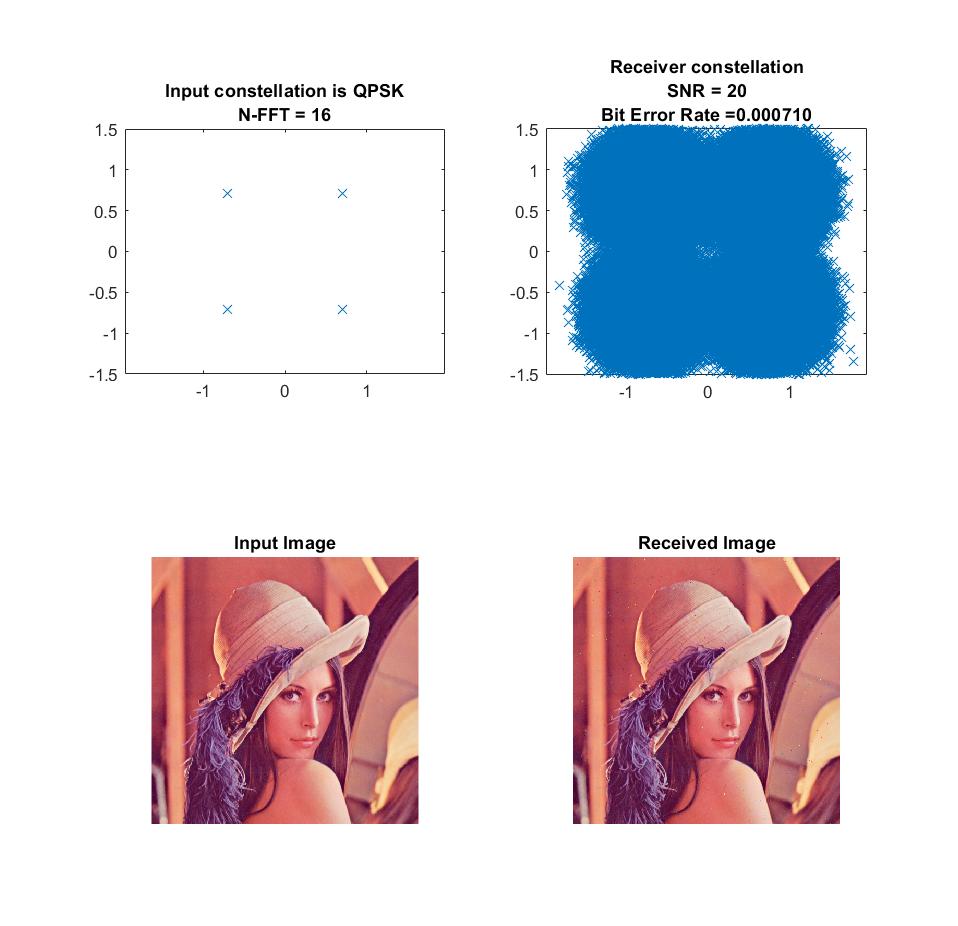 Input constellation is QPSK
N-FFT = 16
1.5
1
0.5
0
-0.5
-1
-1.5
-1 0 1
Receiver constellation
SNR = 20
Bit Error Rate =0.000710
1.5
1
0.5
0
-0.5
-1
-1.5
-1 0 1
Input Image
Received Image